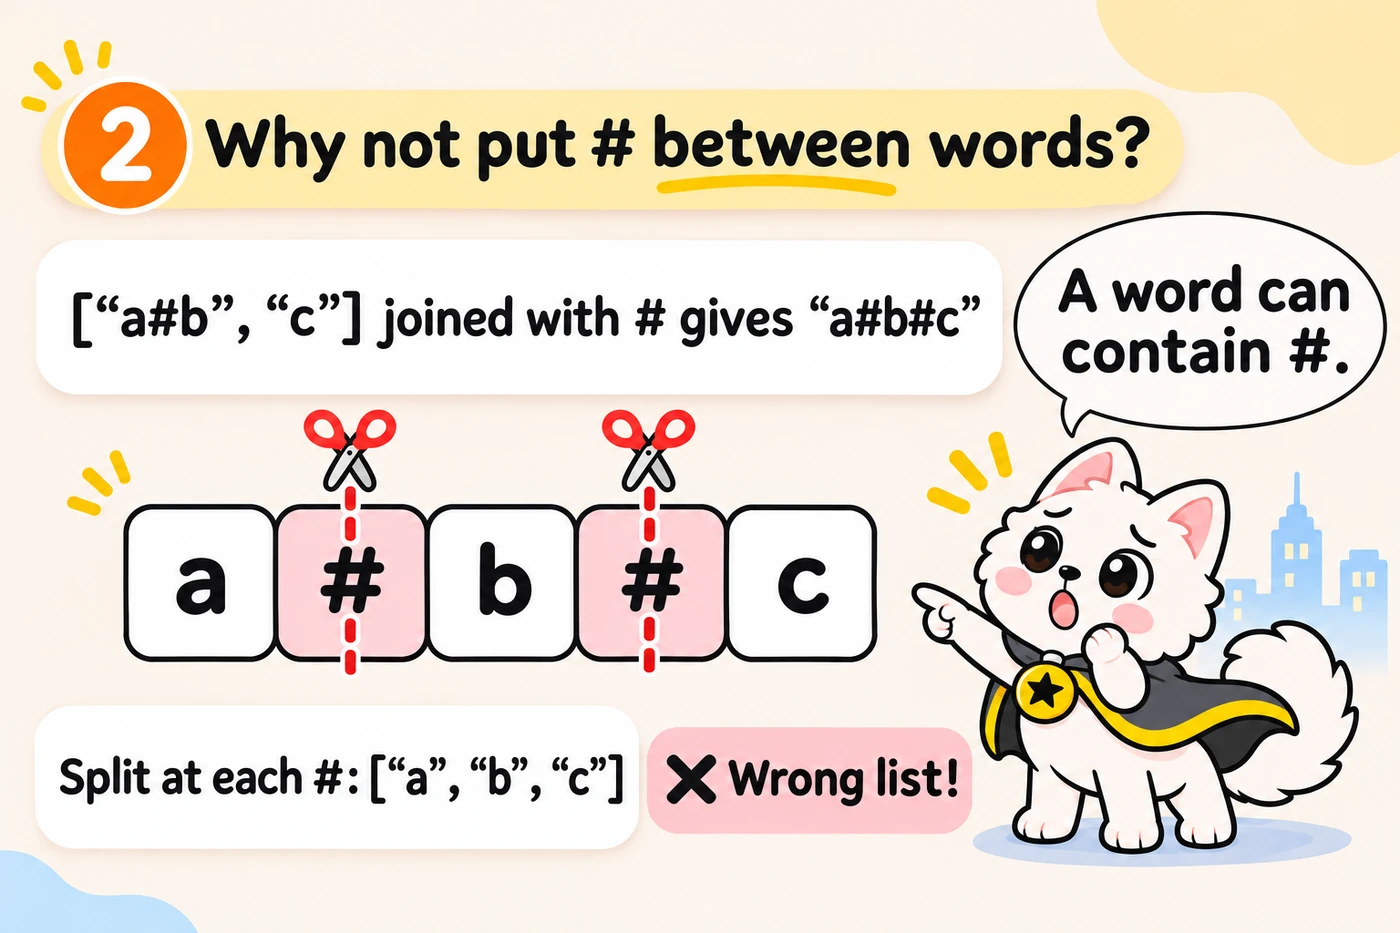 2
Why not put # between words?
[“a#b”, “c”] joined with # gives “a#b#c”
A word can
contain #.
a # b # c
Split at each #: [“a”, “b”, “c”]
✗ Wrong list!